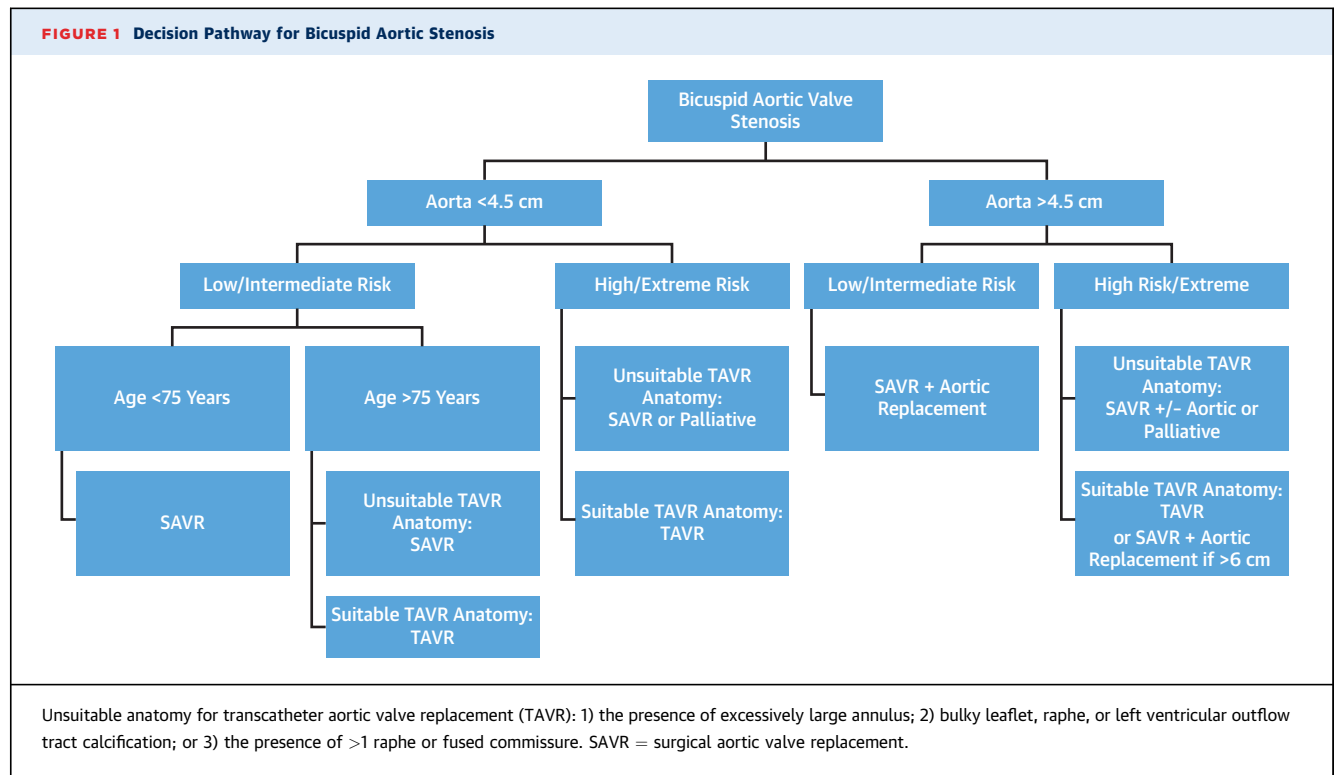 FIGURE 1 Decision Pathway for Bicuspid Aortic Stenosis
Bicuspid Aortic Valve
Stenosis
Aorta <4.5 cm
Aorta >4.5 cm
Low/Intermediate Risk
High/Extreme Risk
Low/Intermediate Risk
High Risk/Extreme
Age <75 Years
Age >75 Years
Unsuitable TAVR
Anatomy:
SAVR or Palliative
SAVR + Aortic
Replacement
Unsuitable TAVR
Anatomy:
SAVR +/− Aortic or
Palliative
SAVR
Unsuitable TAVR
Anatomy:
SAVR
Suitable TAVR Anatomy:
TAVR
Suitable TAVR Anatomy:
TAVR
or SAVR + Aortic
Replacement if >6 cm
Suitable TAVR Anatomy:
TAVR
Unsuitable anatomy for transcatheter aortic valve replacement (TAVR): 1) the presence of excessively large annulus; 2) bulky leaflet, raphe, or left ventricular outflow
tract calcification; or 3) the presence of >1 raphe or fused commissure. SAVR = surgical aortic valve replacement.